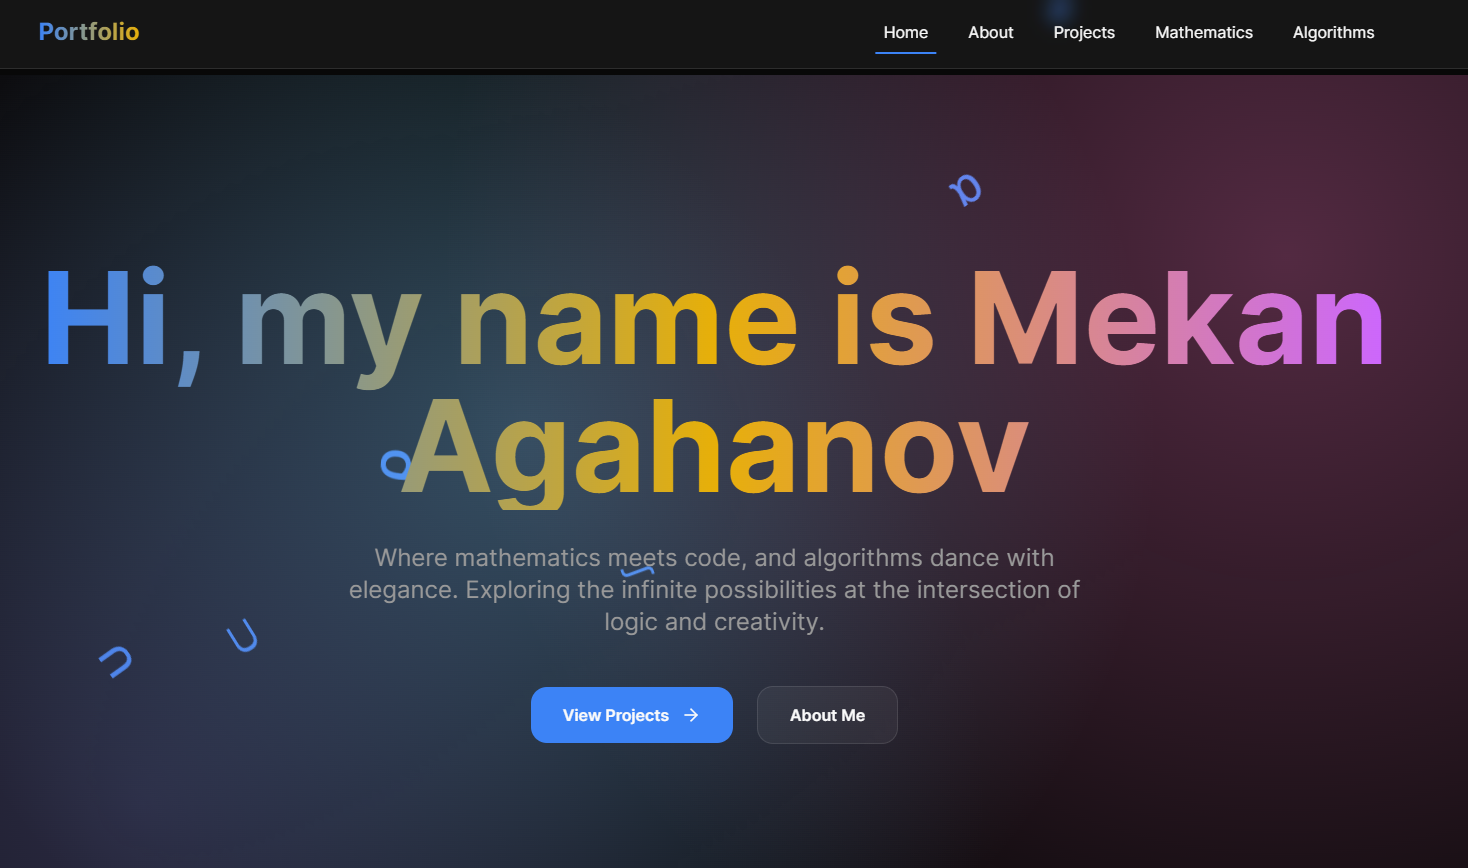 Portfolio
Home About Projects Mathematics Algorithms
Hi, my name is Mekan
Agahanov
Where mathematics meets code, and algorithms dance with
elegance. Exploring the infinite possibilities at the intersection of
logic and creativity.
View Projects → About Me